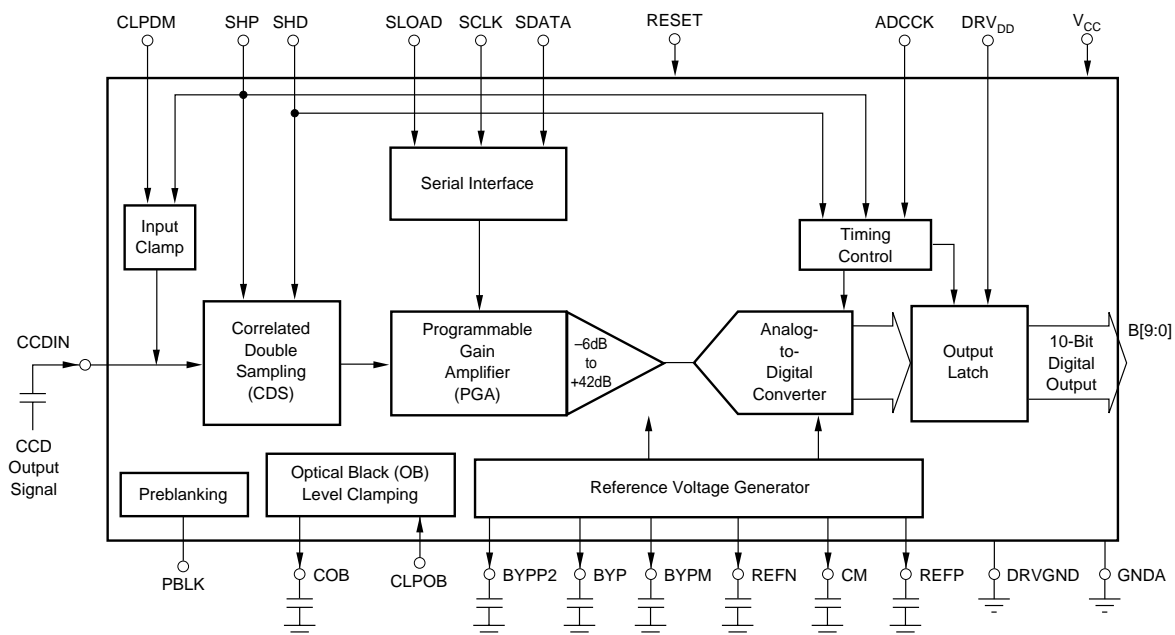 CLPDM SHP SHD SLOAD SCLK SDATA RESET ADCCK DRVDD VCC
Serial Interface
Input
Clamp
Timing
Control
CCDIN
Correlated
Double
Sampling
(CDS)
Programmable
Gain
Amplifier
(PGA)
–6dB
to
+42dB
Analog-
to-
Digital
Converter
Output
Latch
10-Bit
Digital
Output
B[9:0]
CCD
Output
Signal
Preblanking
Optical Black (OB)
Level Clamping
Reference Voltage Generator
PBLK COB CLPOB BYPP2 BYP BYPM REFN CM REFP DRVGND GNDA